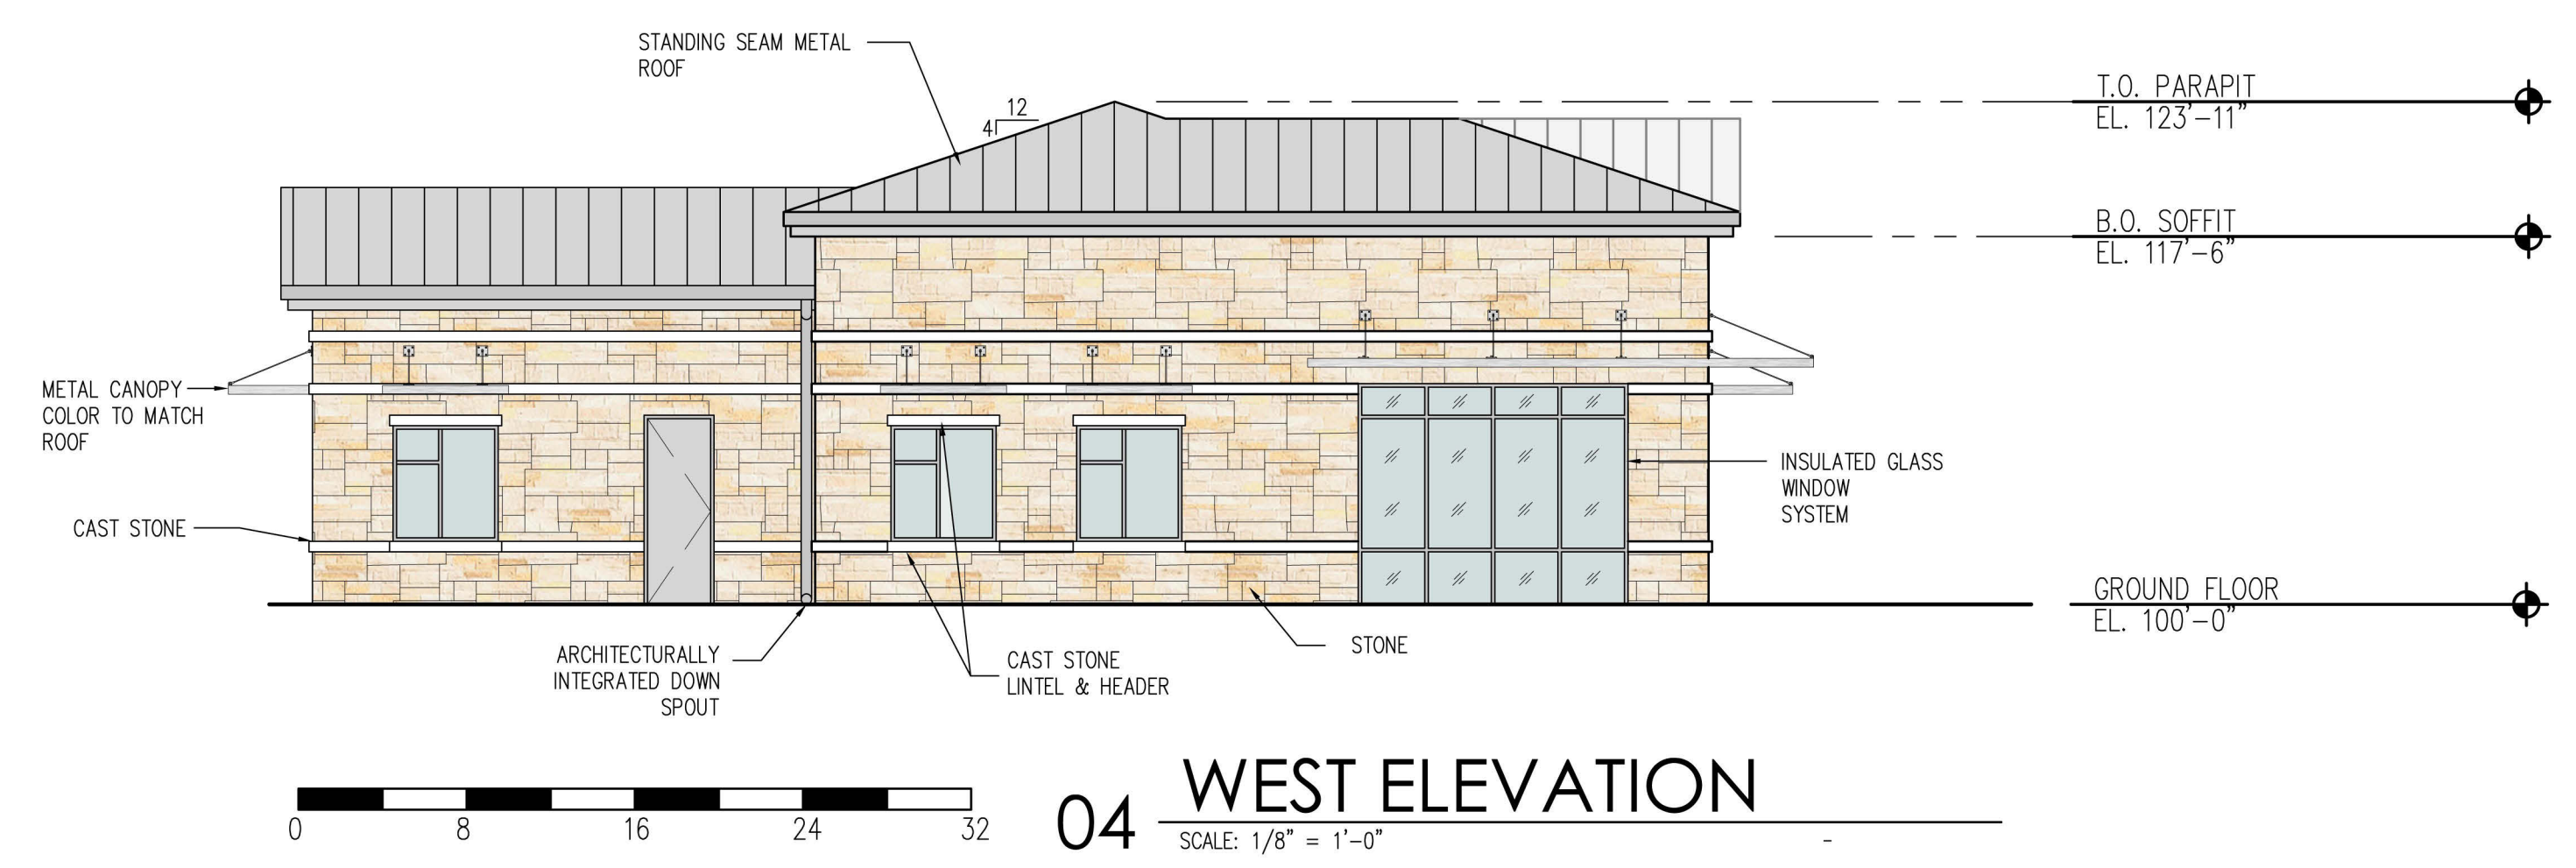 STANDING SEAM METAL
ROOF
12
4
T.O. PARAPIT
EL. 123'-11"
B.O. SOFFIT
EL. 117'-6"
METAL CANOPY
COLOR TO MATCH
ROOF
CAST STONE
INSULATED GLASS
WINDOW
SYSTEM
GROUND FLOOR
EL. 100'-0"
ARCHITECTURALLY
INTEGRATED DOWN
SPOUT
CAST STONE
LINTEL & HEADER
STONE
0 8 16 24 32
04 WEST ELEVATION
SCALE: 1/8" = 1'-0" -